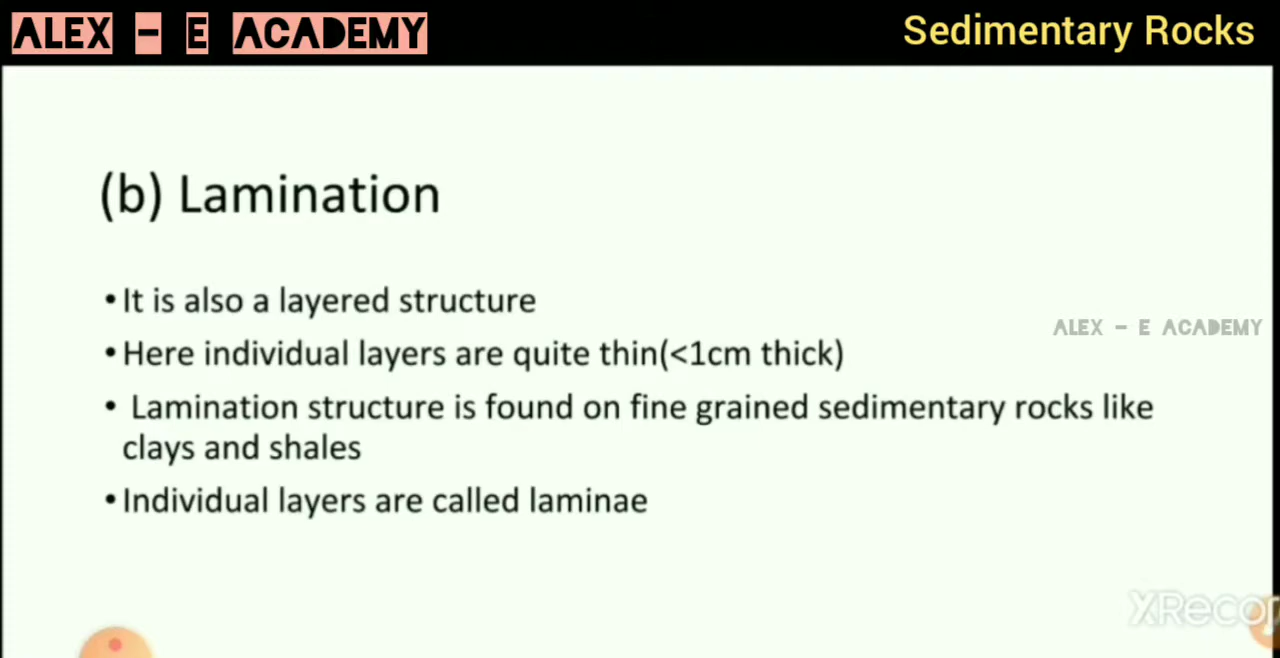 ALEX - E ACADEMY
Sedimentary Rocks
(b) Lamination
• It is also a layered structure
• Here individual layers are quite thin(<1cm thick)
• Lamination structure is found on fine grained sedimentary rocks like
clays and shales
• Individual layers are called laminae
ALEX - E ACADEMY
XRecor